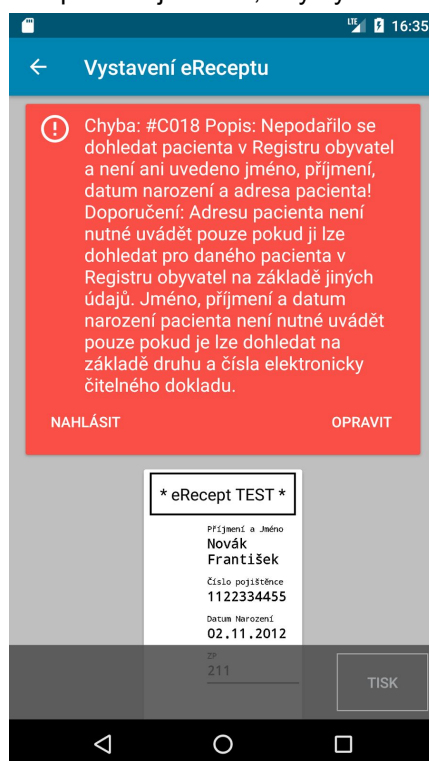 LTE 16:35
Vystavení eReceptu
Chyba: #C018 Popis: Nepodařilo se
dohledat pacienta v Registru obyvatel
a není ani uvedeno jméno, příjmení,
datum narození a adresa pacienta!
Doporučení: Adresu pacienta není
nutné uvádět pouze pokud ji lze
dohledat pro daného pacienta v
Registru obyvatel na základě jiných
údajů. Jméno, příjmení a datum
narození pacienta není nutné uvádět
pouze pokud je lze dohledat na
základě druhu a čísla elektronicky
čitelného dokladu.
NAHLÁSIT OPRAVIT
* eRecept TEST *
Příjmení a Jméno
Novák
František
Číslo pojištěnce
1122334455
Datum Narození
02.11.2012
ZP
211
TISK